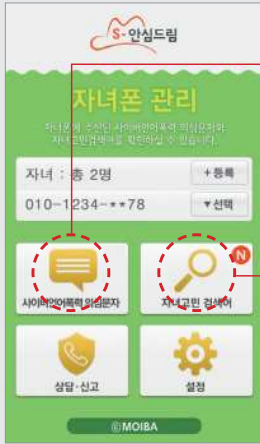 S-안심드림
자녀폰 관리
자녀폰에 수신된 사이버언어폭력 의심문자와
자녀고민검색어를 확인하실 수 있습니다.
자녀 : 총 2명
+등록
010-1234-**78
▼선택
사이버언어폭력 의심문자
자녀고민 검색어
N
상담·신고
설정
ⓒMOIBA